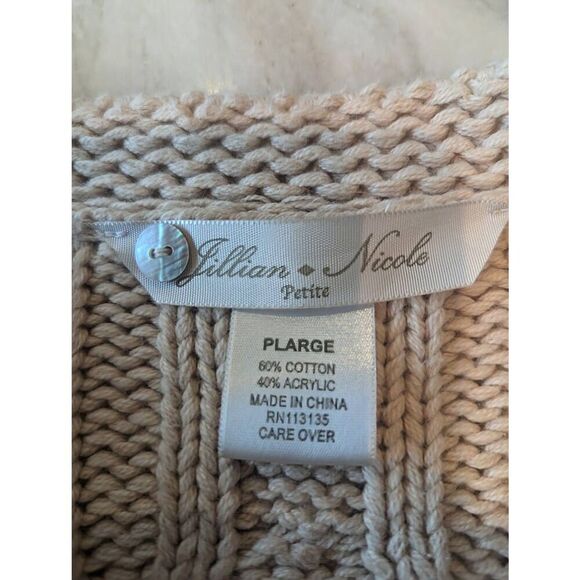 Jillian ◆ Nicole
Petite
PLARGE
60% COTTON
40% ACRYLIC
MADE IN CHINA
RN113135
CARE OVER